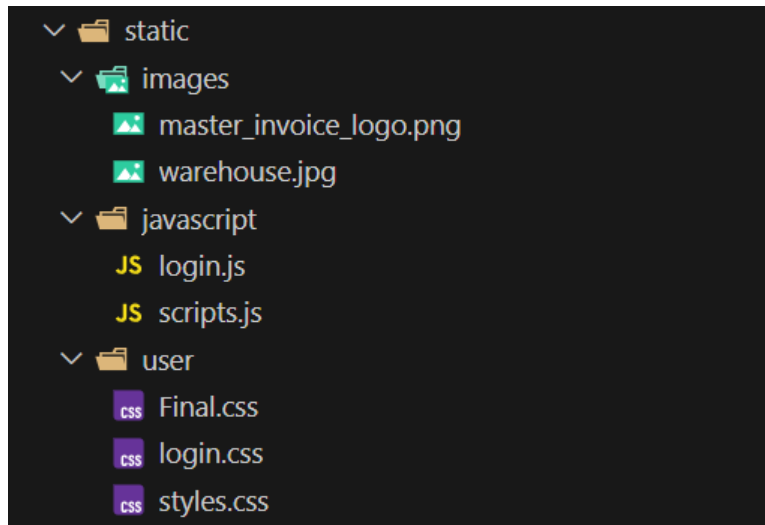 static
images
master_invoice_logo.png
warehouse.jpg
javascript
JS login.js
JS scripts.js
user
css Final.css
css login.css
css styles.css